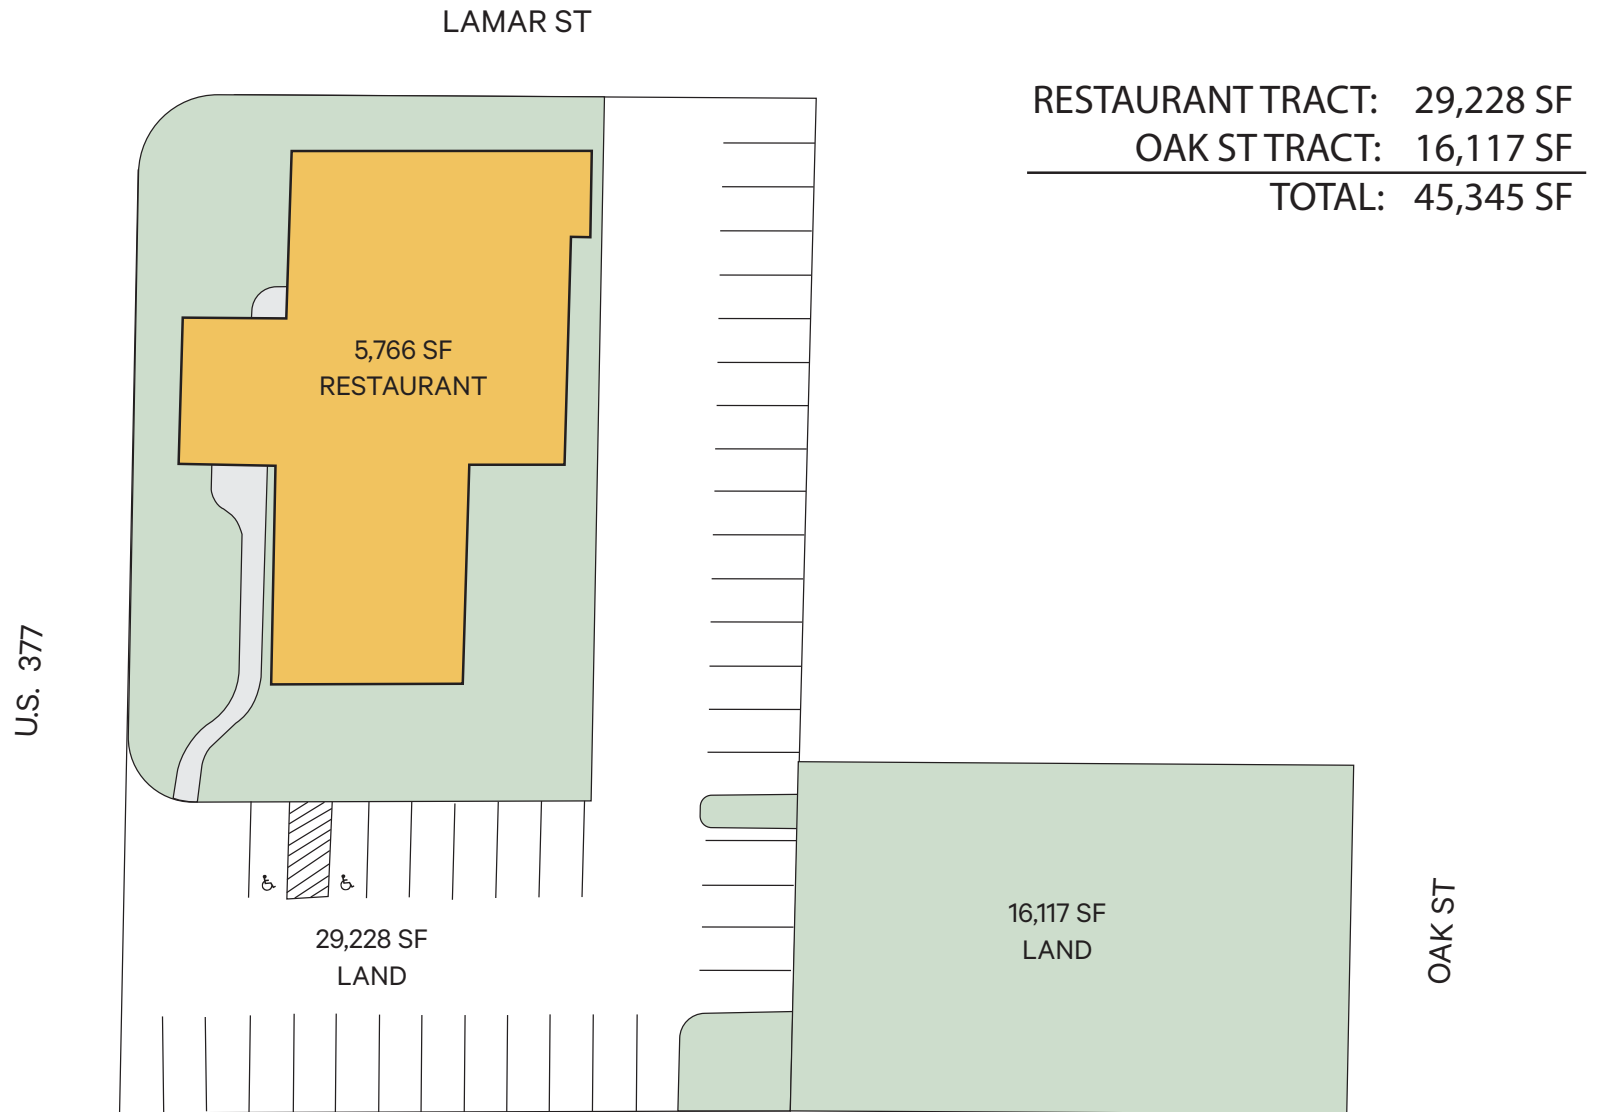 LAMAR ST
RESTAURANT TRACT: 29,228 SF
OAK ST TRACT: 16,117 SF
TOTAL: 45,345 SF
5,766 SF
RESTAURANT
U.S. 377
16,117 SF
LAND
OAK ST
29,228 SF
LAND